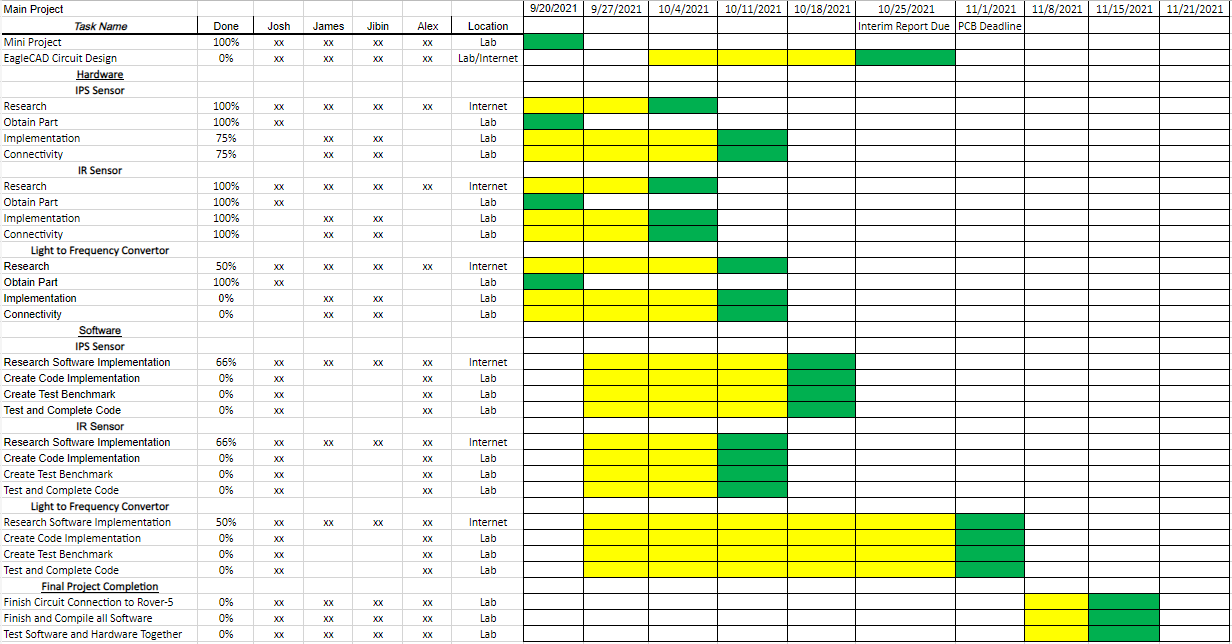 Main Project 9/20/2021 9/27/2021 10/4/2021 10/11/2021 10/18/2021 10/25/2021 11/1/2021 11/8/2021 11/15/2021 11/21/2021
Task Name Done Josh James Jibin Alex Location Interim Report Due PCB Deadline
Mini Project 100% xx xx xx xx Lab
EagleCAD Circuit Design 0% xx xx xx xx Lab/Internet
Hardware
IPS Sensor
Research 100% xx xx xx xx Internet
Obtain Part 100% xx Lab
Implementation 75% xx xx Lab
Connectivity 75% xx xx Lab
IR Sensor
Research 100% xx xx xx xx Internet
Obtain Part 100% xx Lab
Implementation 100% xx xx Lab
Connectivity 100% xx xx Lab
Light to Frequency Convertor
Research 50% xx xx xx xx Internet
Obtain Part 100% xx Lab
Implementation 0% xx xx Lab
Connectivity 0% xx xx Lab
Software
IPS Sensor
Research Software Implementation 66% xx xx xx xx Internet
Create Code Implementation 0% xx xx Lab
Create Test Benchmark 0% xx xx Lab
Test and Complete Code 0% xx xx Lab
IR Sensor
Research Software Implementation 66% xx xx xx xx Internet
Create Code Implementation 0% xx xx Lab
Create Test Benchmark 0% xx xx Lab
Test and Complete Code 0% xx xx Lab
Light to Frequency Convertor
Research Software Implementation 50% xx xx xx xx Internet
Create Code Implementation 0% xx xx Lab
Create Test Benchmark 0% xx xx Lab
Test and Complete Code 0% xx xx Lab
Final Project Completion
Finish Circuit Connection to Rover-5 0% xx xx xx xx Lab
Finish and Compile all Software 0% xx xx xx xx Lab
Test Software and Hardware Together 0% xx xx xx xx Lab